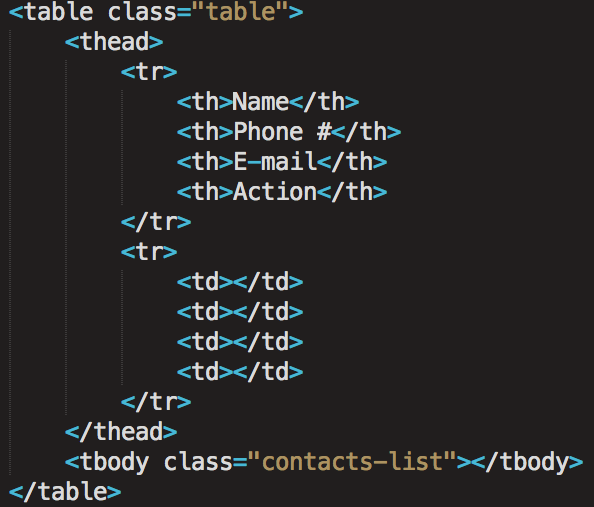 <table class="table">
    <thead>
        <tr>
            <th>Name</th>
            <th>Phone #</th>
            <th>E-mail</th>
            <th>Action</th>
        </tr>
        <tr>
            <td></td>
            <td></td>
            <td></td>
            <td></td>
        </tr>
    </thead>
    <tbody class="contacts-list"></tbody>
</table>